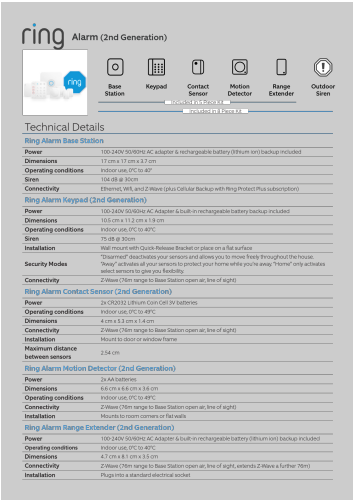 ring Alarm (2nd Generation)
ring
Base Station
Keypad
Contact Sensor
Motion Detector
Range Extender
Outdoor Siren
Included in 5 Piece Kit
Included in 8 Piece Kit
Technical Details
Ring Alarm Base Station
Power 100-240V 50/60Hz AC adapter & rechargeable battery (lithium ion) backup included
Dimensions 17 cm x 17 cm x 3.7 cm
Operating conditions Indoor use, 0°C to 40°
Siren 104 dB @ 30cm
Connectivity Ethernet, Wifi, and Z-Wave (plus Cellular Backup with Ring Protect Plus subscription)
Ring Alarm Keypad (2nd Generation)
Power 100-240V 50/60Hz AC Adapter & built-in rechargeable battery backup included
Dimensions 10.5 cm x 11.2 cm x 1.9 cm
Operating conditions Indoor use, 0°C to 40°C
Siren 75 dB @ 30cm
Installation Wall mount with Quick-Release Bracket or place on a flat surface
Security Modes "Disarmed" deactivates your sensors and allows you to move freely throughout the house.
"Away" activates all your sensors to protect your home while you're away. "Home" only activates
select sensors to give you flexibility.
Connectivity Z-Wave (76m range to Base Station open air, line of sight)
Ring Alarm Contact Sensor (2nd Generation)
Power 2x CR2032 Lithium Coin Cell 3V batteries
Operating conditions Indoor use, 0°C to 49°C
Dimensions 4 cm x 5.3 cm x 1.4 cm
Connectivity Z-Wave (76m range to Base Station open air, line of sight)
Installation Mount to door or window frame
Maximum distance between sensors 2.54 cm
Ring Alarm Motion Detector (2nd Generation)
Power 2x AA batteries
Dimensions 6.6 cm x 6.6 cm x 3.6 cm
Operating conditions Indoor use, 0°C to 49°C
Connectivity Z-Wave (76m range to Base Station open air, line of sight)
Installation Mounts to room corners or flat walls
Ring Alarm Range Extender (2nd Generation)
Power 100-240V 50/60Hz AC Adapter & built-in rechargeable battery (lithium ion) backup included
Operating conditions Indoor use, 0°C to 40°C
Dimensions 4.7 cm x 8.1 cm x 3.5 cm
Connectivity Z-Wave (76m range to Base Station open air, line of sight, extends Z-Wave a further 76m)
Installation Plugs into a standard electrical socket